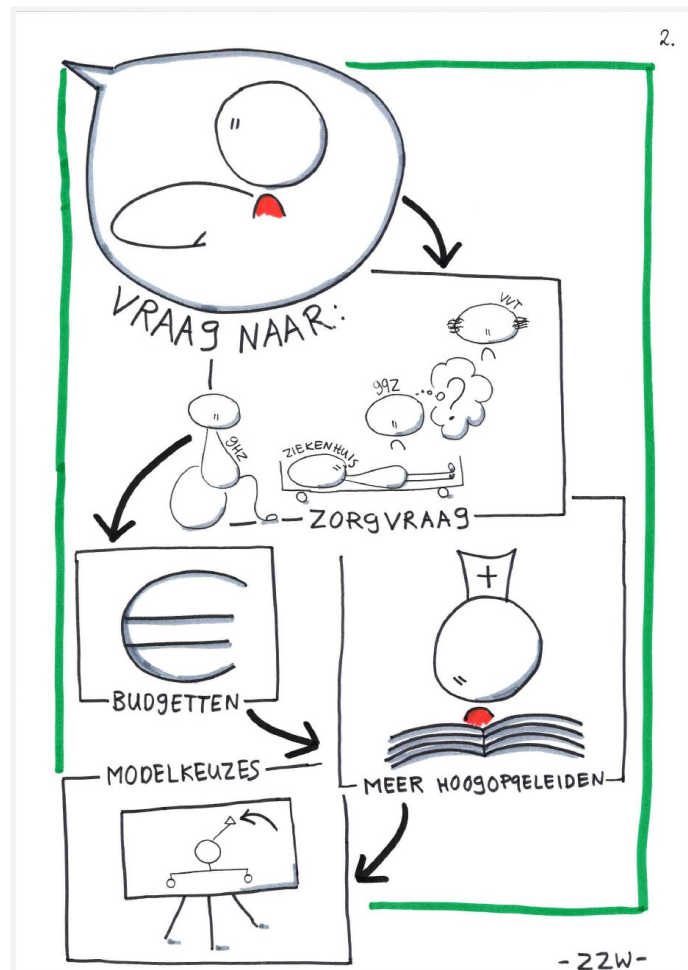 2.
VRAAG NAAR:
VVT
ggZ
?
gHZ
ZIEKENHUIS
ZORGVRAAG
BUDGETTEN
MEER HOOGOPGELEIDEN
MODELKEUZES
-ZZW-